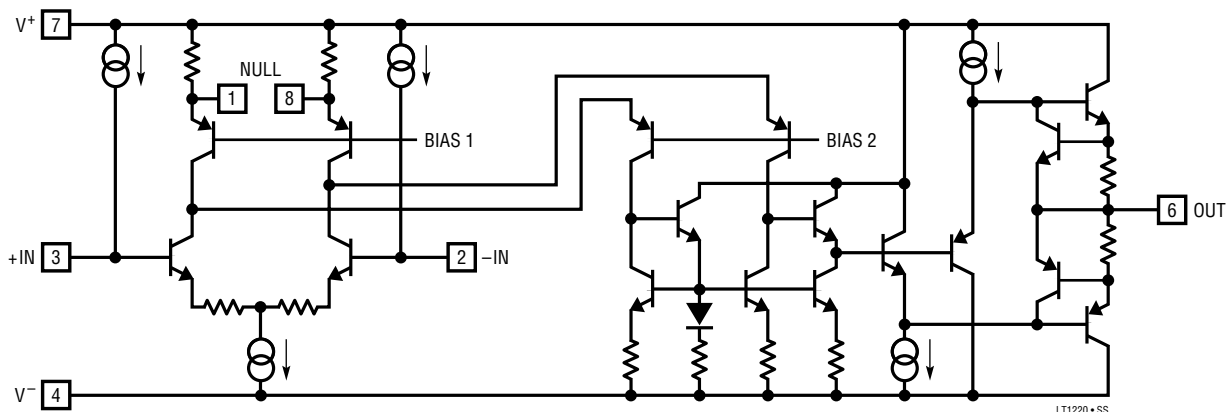 V+ 7
NULL
1 8
BIAS 1
BIAS 2
6 OUT
+IN 3
2 –IN
V– 4
LT1220 • SS